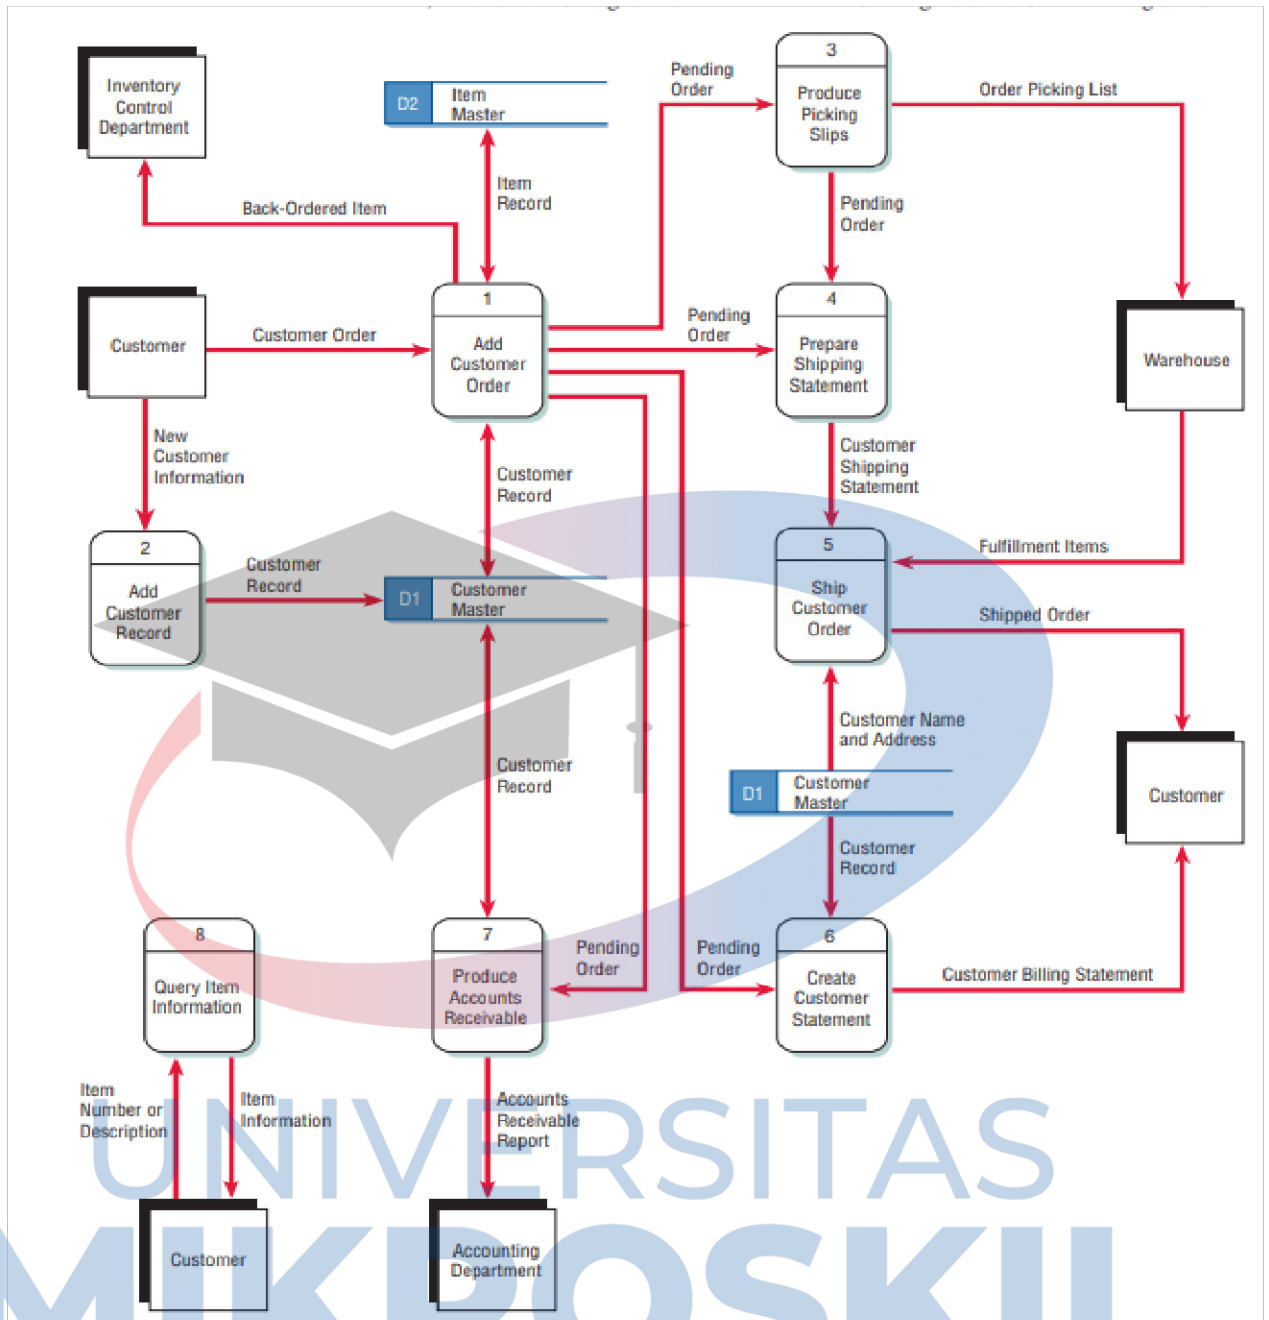 3
Produce
Picking
Slips
Pending
Order
Order Picking List
Inventory
Control
Department
D2
Item
Master
Item
Record
Back-Ordered Item
Pending
Order
1
Add
Customer
Order
4
Prepare
Shipping
Statement
Pending
Order
Customer
Customer Order
Warehouse
New
Customer
Information
Customer
Record
Customer
Shipping
Statement
2
Add
Customer
Record
Customer
Record
D1
Customer
Master
5
Ship
Customer
Order
Fulfillment Items
Shipped Order
Customer Name
and Address
D1
Customer
Master
Customer
Customer
Record
Customer
Record
8
Query Item
Information
7
Produce
Accounts
Receivable
Pending
Order
Pending
Order
6
Create
Customer
Statement
Customer Billing Statement
Item
Number or
Description
Item
Information
Accounts
Receivable
Report
UNIVERSITAS
MIKROSKIL
Customer
Accounting
Department